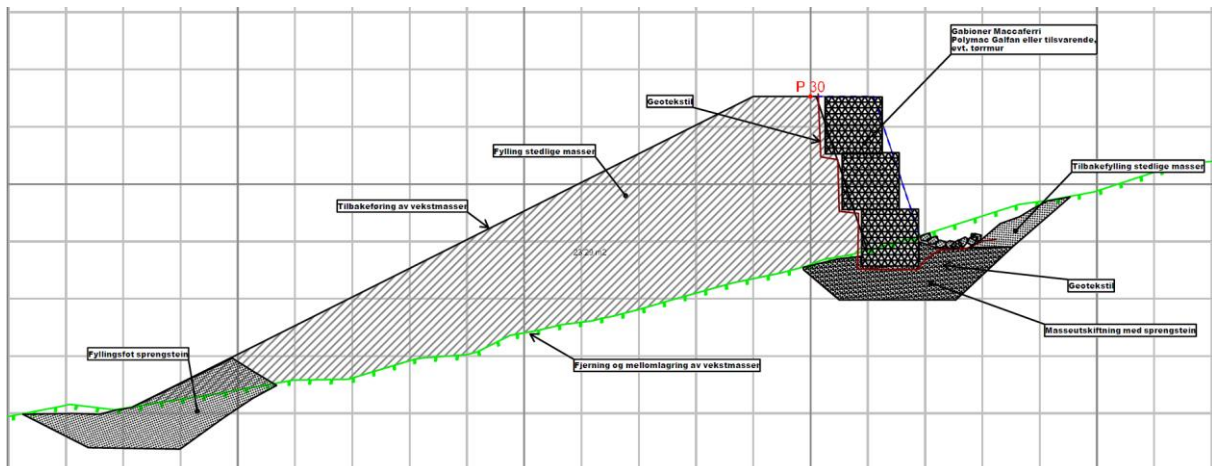 Gabioner Maccaferri
Polymac Galfan eller tilsvarende,
evt. tørrmur
P 30
Geotekstil
Fylling stedlige masser
Tilbakefylling stedlige masser
Tilbakeføring av vekstmasser
Geotekstil
Masseutskiftning med sprengstein
Fyllingsfot sprengstein
Fjerning og mellomlagring av vekstmasser